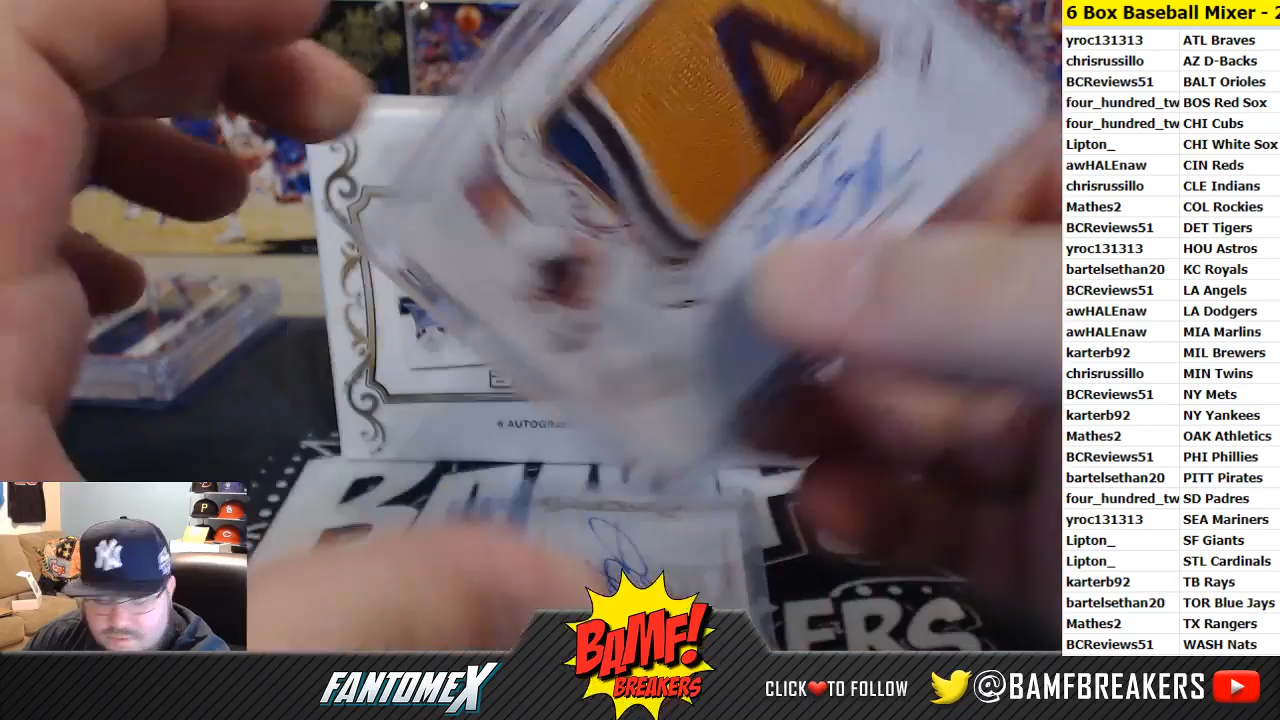 6 Box Baseball Mixer - 2
yroc131313 ATL Braves
chrisrussillo AZ D-Backs
BCReviews51 BALT Orioles
four_hundred_tw BOS Red Sox
four_hundred_tw CHI Cubs
Lipton_ CHI White Sox
awHALEnaw CIN Reds
chrisrussillo CLE Indians
Mathes2 COL Rockies
BCReviews51 DET Tigers
yroc131313 HOU Astros
bartelsethan20 KC Royals
BCReviews51 LA Angels
awHALEnaw LA Dodgers
awHALEnaw MIA Marlins
karterb92 MIL Brewers
chrisrussillo MIN Twins
BCReviews51 NY Mets
karterb92 NY Yankees
Mathes2 OAK Athletics
BCReviews51 PHI Phillies
bartelsethan20 PITT Pirates
four_hundred_tw SD Padres
yroc131313 SEA Mariners
Lipton_ SF Giants
Lipton_ STL Cardinals
karterb92 TB Rays
bartelsethan20 TOR Blue Jays
Mathes2 TX Rangers
BCReviews51 WASH Nats
A
6 AUTOGRA
ERS
NY
P
C
FANTOMEX
BAMF!
BREAKERS
CLICK TO FOLLOW
@BAMFBREAKERS